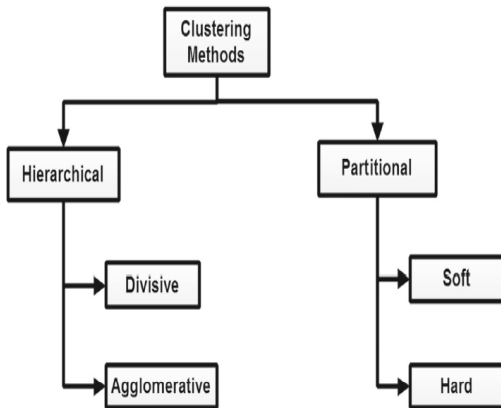 Clustering
Methods
Hierarchical
Partitional
Divisive
Soft
Agglomerative
Hard